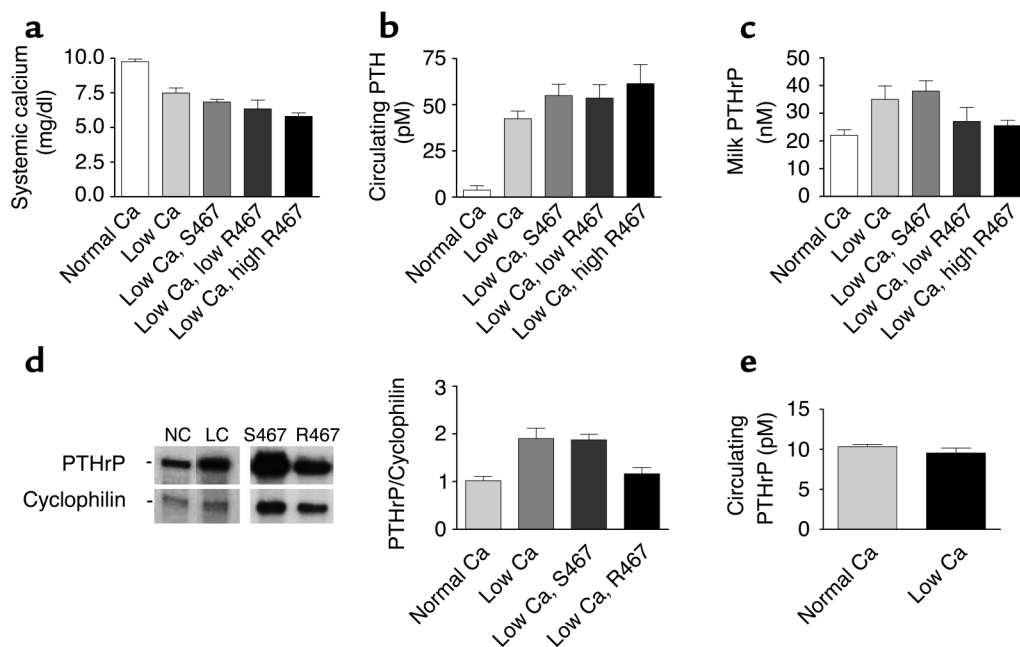 a
Systemic calcium
(mg/dl)
10.0
7.5
5.0
2.5
0.0
Normal Ca
Low Ca
Low Ca, S467
Low Ca, low R467
Low Ca, high R467
b
Circulating PTH
(pM)
75
50
25
0
Normal Ca
Low Ca
Low Ca, S467
Low Ca, low R467
Low Ca, high R467
c
Milk PTHrP
(nM)
50
40
30
20
10
0
Normal Ca
Low Ca
Low Ca, S467
Low Ca, low R467
Low Ca, high R467
d
NC LC S467 R467
PTHrP -
Cyclophilin -
PTHrP/Cyclophilin
3
2
1
0
Normal Ca
Low Ca
Low Ca, S467
Low Ca, R467
e
Circulating
PTHrP (pM)
15
10
5
0
Normal Ca
Low Ca